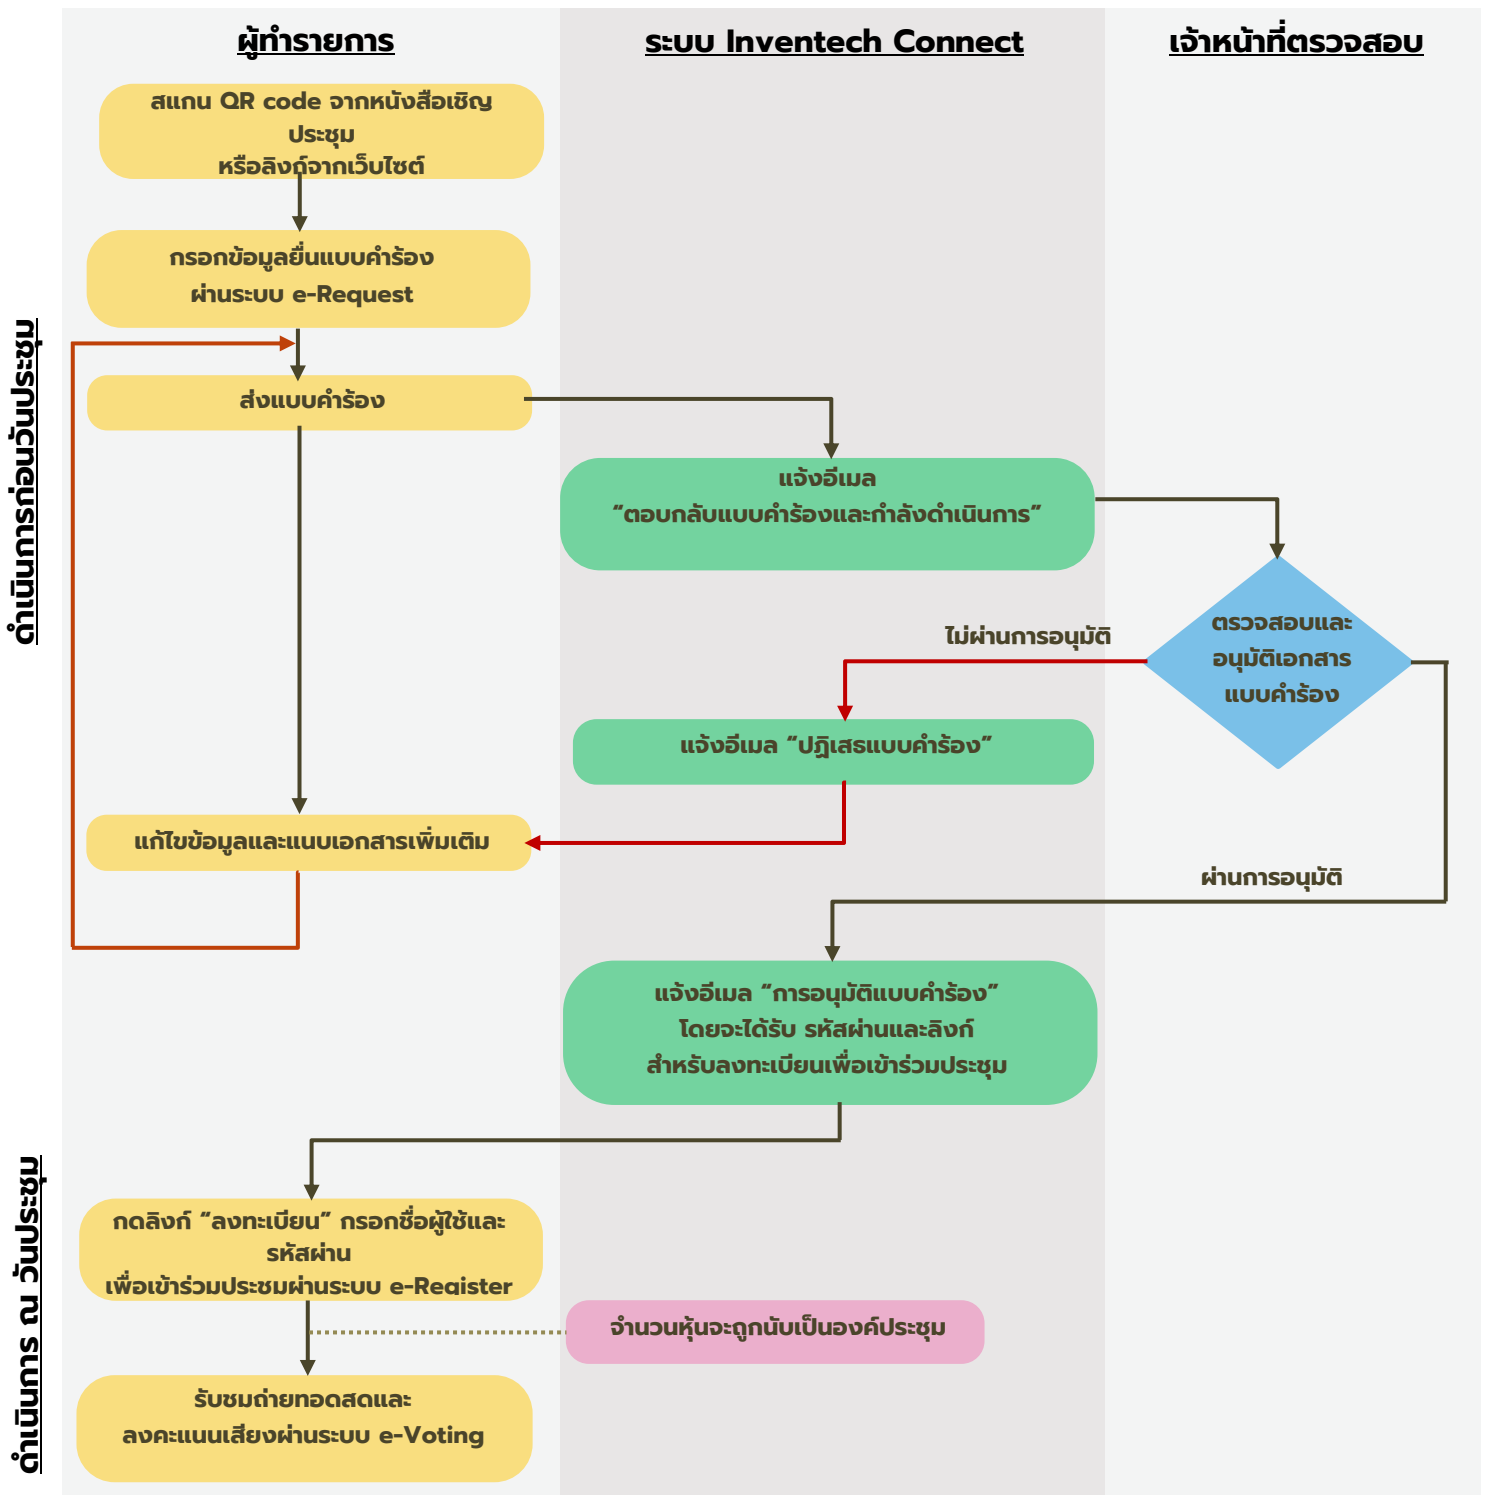 ผู้ทำรายการ
ระบบ Inventech Connect
เจ้าหน้าที่ตรวจสอบ
ดำเนินการก่อนวันประชุม
สแกน QR code จากหนังสือเชิญ
ประชุม
หรือลิงก์จากเว็บไซต์
กรอกข้อมูลยื่นแบบคำร้อง
ผ่านระบบ e-Request
ส่งแบบคำร้อง
แจ้งอีเมล
“ตอบกลับแบบคำร้องและกำลังดำเนินการ”
ตรวจสอบและ
อนุมัติเอกสาร
แบบคำร้อง
ไม่ผ่านการอนุมัติ
แจ้งอีเมล “ปฏิเสธแบบคำร้อง”
แก้ไขข้อมูลและแนบเอกสารเพิ่มเติม
ผ่านการอนุมัติ
แจ้งอีเมล “การอนุมัติแบบคำร้อง”
โดยจะได้รับ รหัสผ่านและลิงก์
สำหรับลงทะเบียนเพื่อเข้าร่วมประชุม
ดำเนินการ ณ วันประชุม
กดลิงก์ “ลงทะเบียน” กรอกชื่อผู้ใช้และ
รหัสผ่าน
เพื่อเข้าร่วมประชุมผ่านระบบ e-Register
จำนวนหุ้นจะถูกนับเป็นองค์ประชุม
รับชมถ่ายทอดสดและ
ลงคะแนนเสียงผ่านระบบ e-Voting